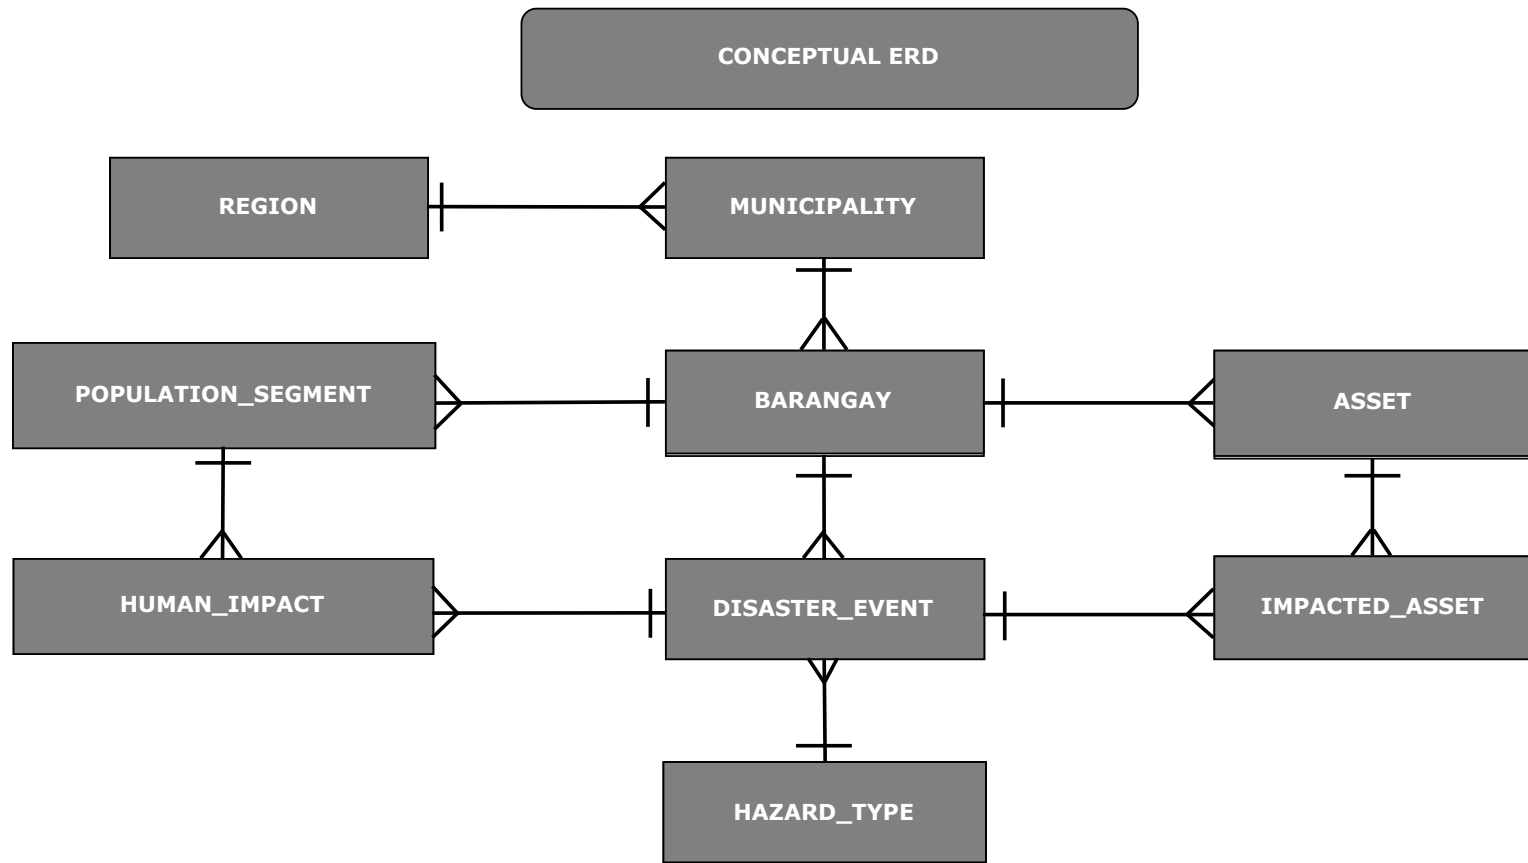 CONCEPTUAL ERD
REGION
MUNICIPALITY
POPULATION_SEGMENT
BARANGAY
ASSET
HUMAN_IMPACT
DISASTER_EVENT
IMPACTED_ASSET
HAZARD_TYPE